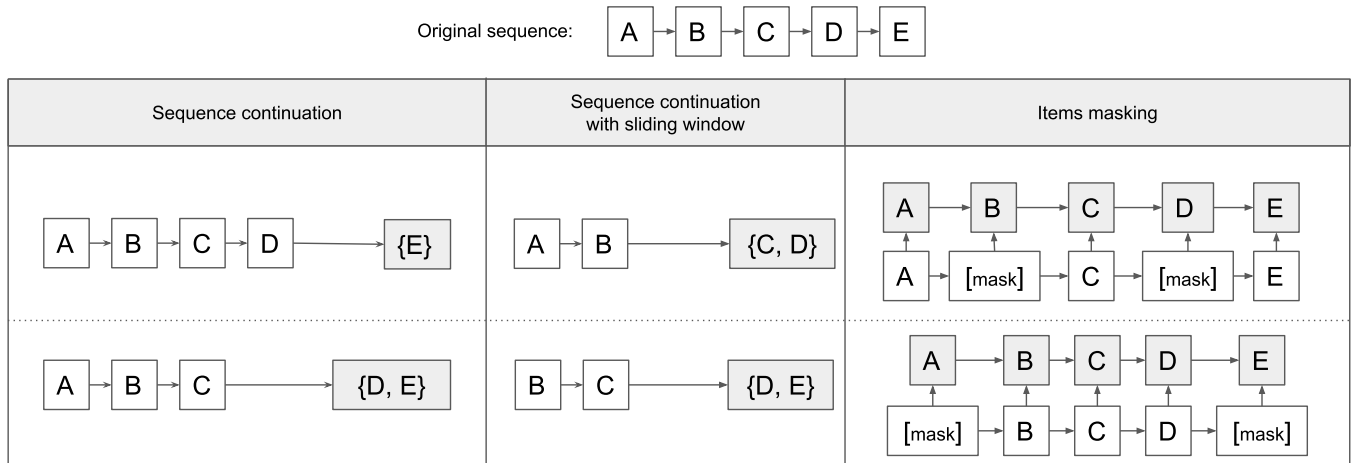 Original sequence: A B C D E
Sequence continuation
Sequence continuation
with sliding window
Items masking
A B C D {E}
A B {C, D}
A B C D E
A [mask] C [mask] E
A B C {D, E}
B C {D, E}
A B C D E
[mask] B C D [mask]